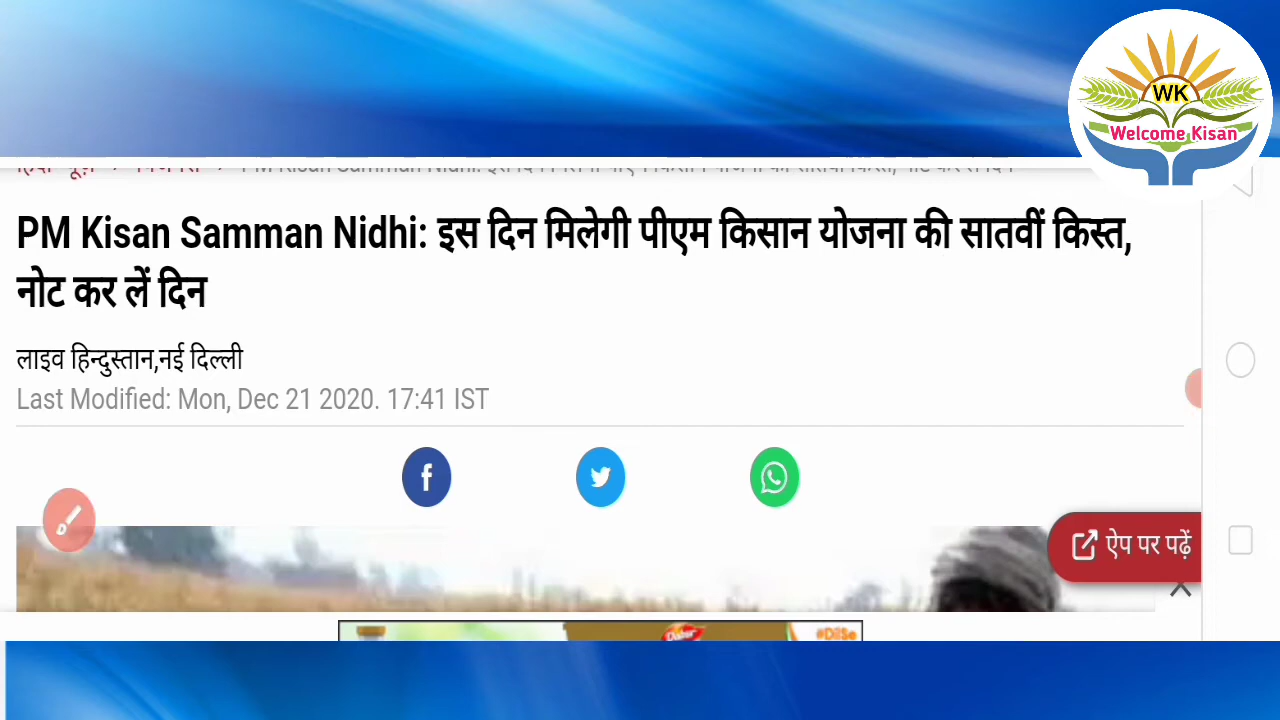 WK
Welcome Kisan
PM Kisan Samman Nidhi: इस दिन मिलेगी पीएम किसान योजना की सातवीं किस्त,
नोट कर लें दिन
लाइव हिन्दुस्तान,नई दिल्ली
Last Modified: Mon, Dec 21 2020. 17:41 IST
ऐप पर पढ़ें
Dabur